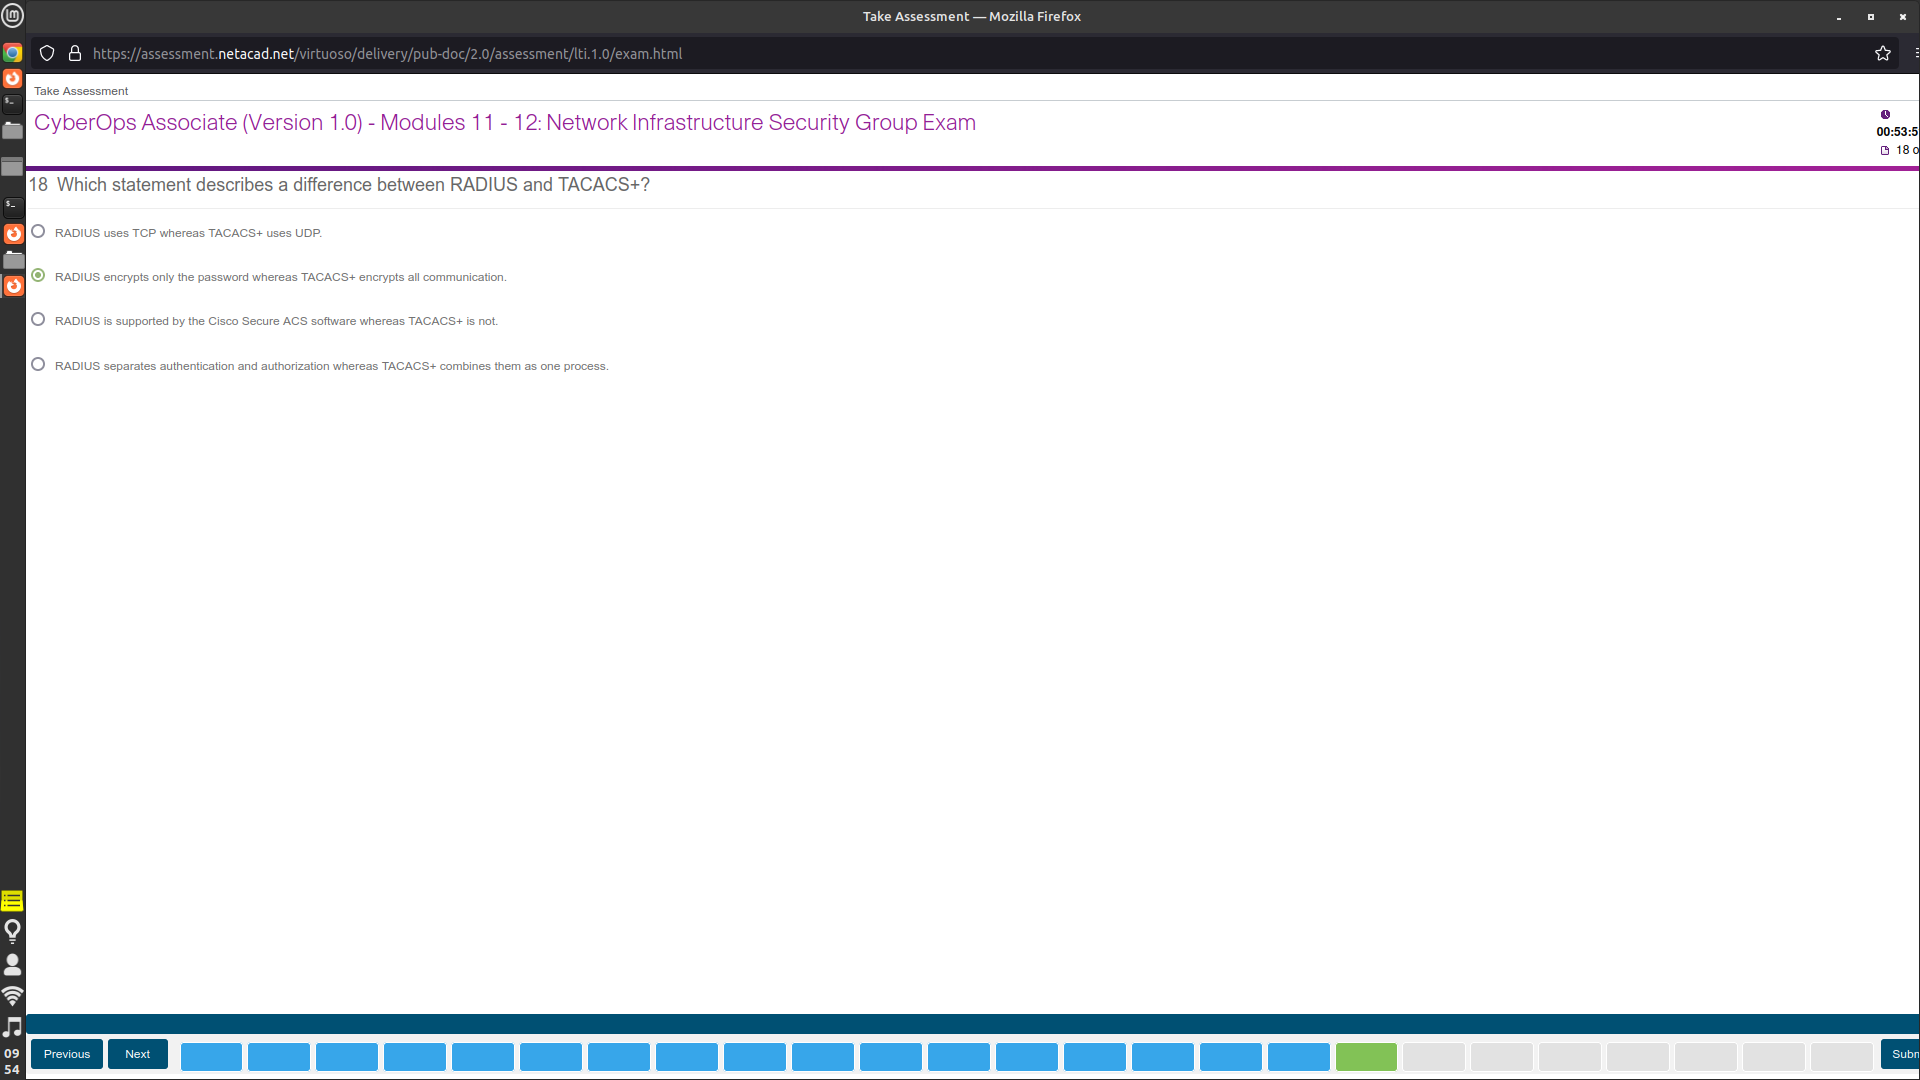 Take Assessment — Mozilla Firefox
https://assessment.netacad.net/virtuoso/delivery/pub-doc/2.0/assessment/lti.1.0/exam.html
Take Assessment
CyberOps Associate (Version 1.0) - Modules 11 - 12: Network Infrastructure Security Group Exam
00:53:5
18 o
18 Which statement describes a difference between RADIUS and TACACS+?
RADIUS uses TCP whereas TACACS+ uses UDP.
RADIUS encrypts only the password whereas TACACS+ encrypts all communication.
RADIUS is supported by the Cisco Secure ACS software whereas TACACS+ is not.
RADIUS separates authentication and authorization whereas TACACS+ combines them as one process.
Previous
Next
Subm
09
54